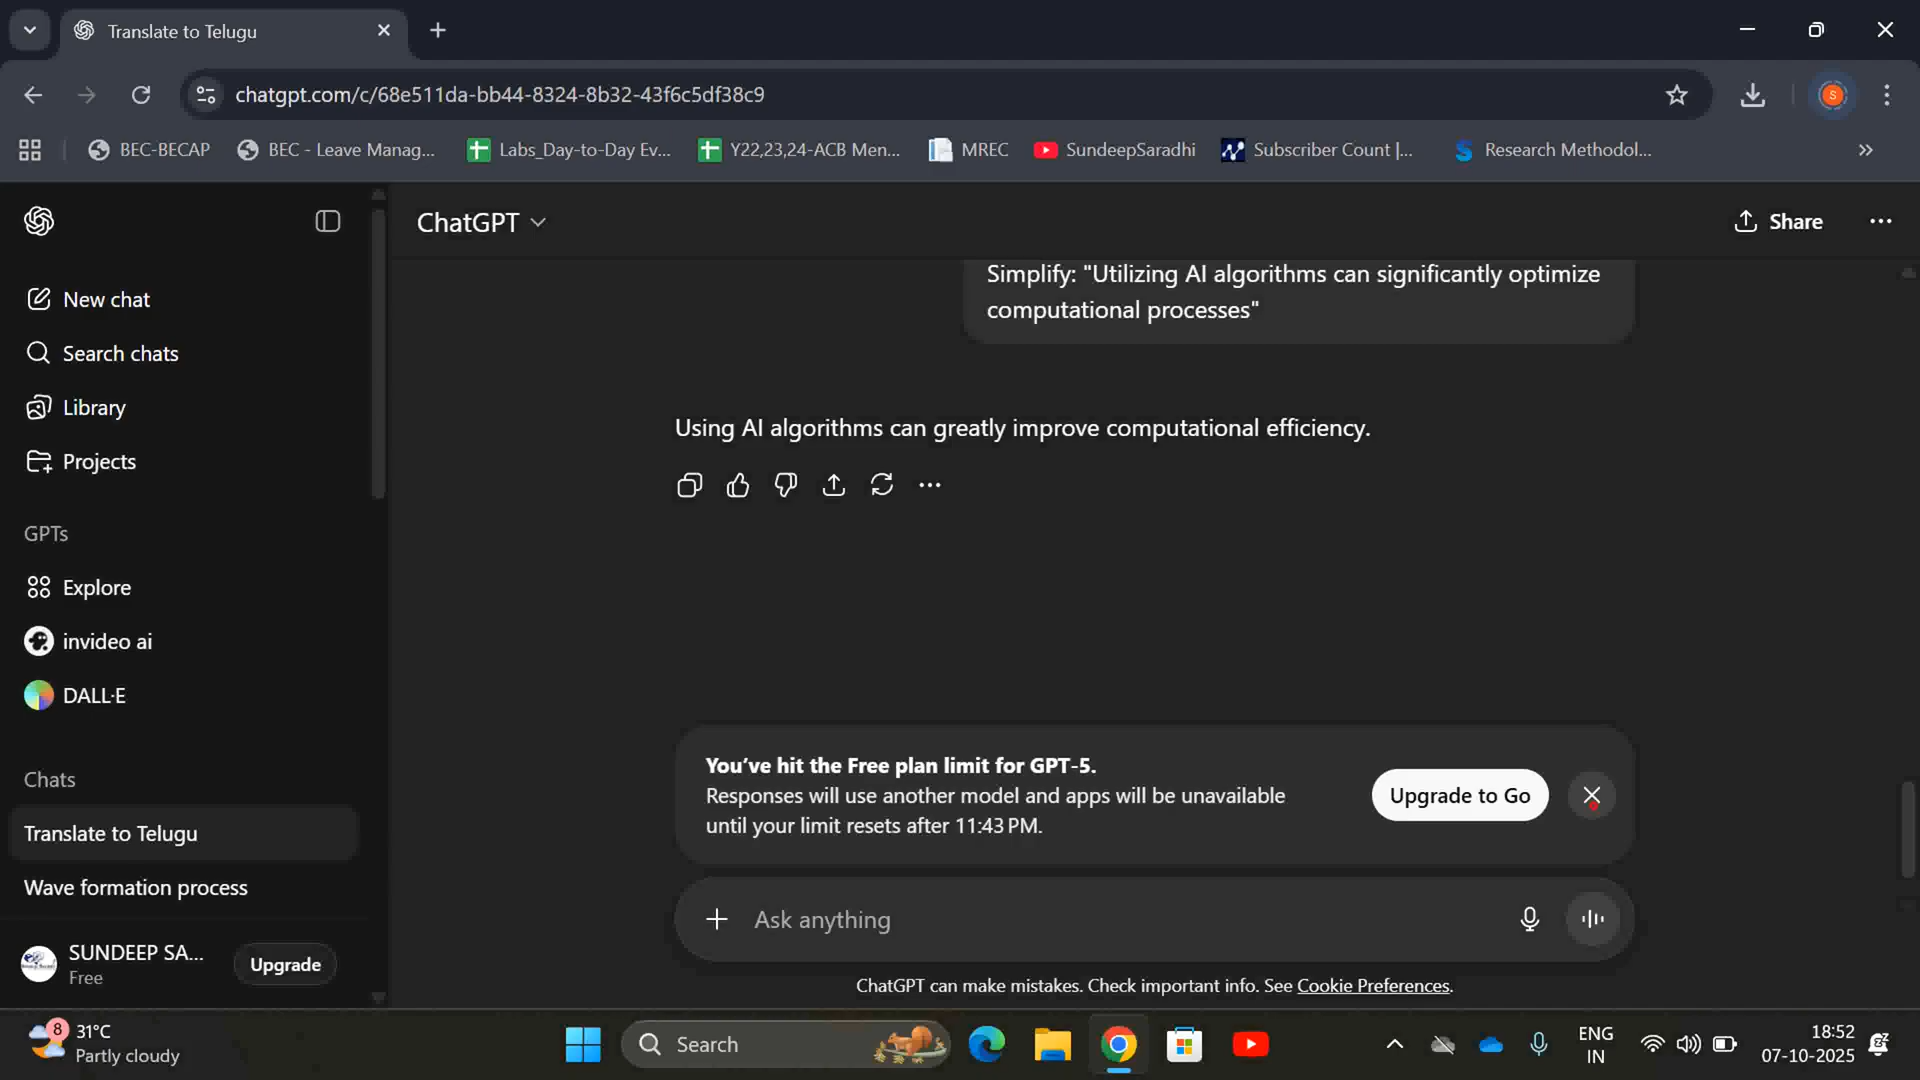 Translate to Telugu
chatgpt.com/c/68e511da-bb44-8324-8b32-43f6c5df38c9
S
BEC-BECAP
BEC - Leave Manag...
Labs_Day-to-Day Ev...
Y22,23,24-ACB Men...
MREC
SundeepSaradhi
Subscriber Count |...
Research Methodol...
ChatGPT
Share
New chat
Search chats
Library
Projects
GPTs
Explore
invideo ai
DALL·E
Chats
Translate to Telugu
Wave formation process
SUNDEEP SA...
Free
Upgrade
Simplify: "Utilizing AI algorithms can significantly optimize
computational processes"
Using AI algorithms can greatly improve computational efficiency.
You've hit the Free plan limit for GPT-5.
Responses will use another model and apps will be unavailable
until your limit resets after 11:43 PM.
Upgrade to Go
Ask anything
ChatGPT can make mistakes. Check important info. See Cookie Preferences.
8
31°C
Partly cloudy
Search
ENG
IN
18:52
07-10-2025